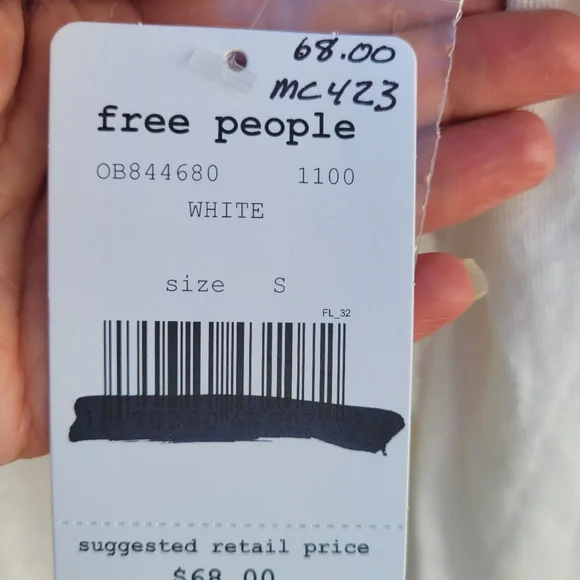 68.00
MC423
free people
OB844680 1100
WHITE
size S
FL_32
suggested retail price
$68.00